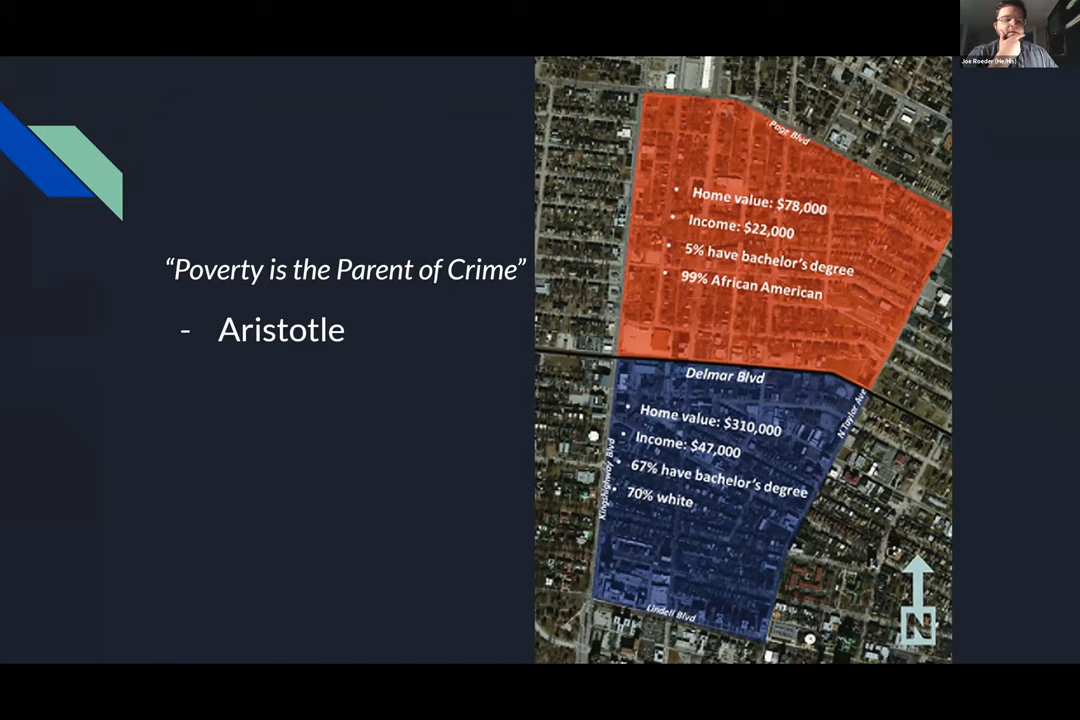 Joe Roeder (He/His)
“Poverty is the Parent of Crime”
- Aristotle
Page Blvd
• Home value: $78,000
• Income: $22,000
• 5% have bachelor’s degree
• 99% African American
Delmar Blvd
N Taylor Ave
Kingshighway Blvd
• Home value: $310,000
• Income: $47,000
• 67% have bachelor’s degree
• 70% white
Lindell Blvd
N